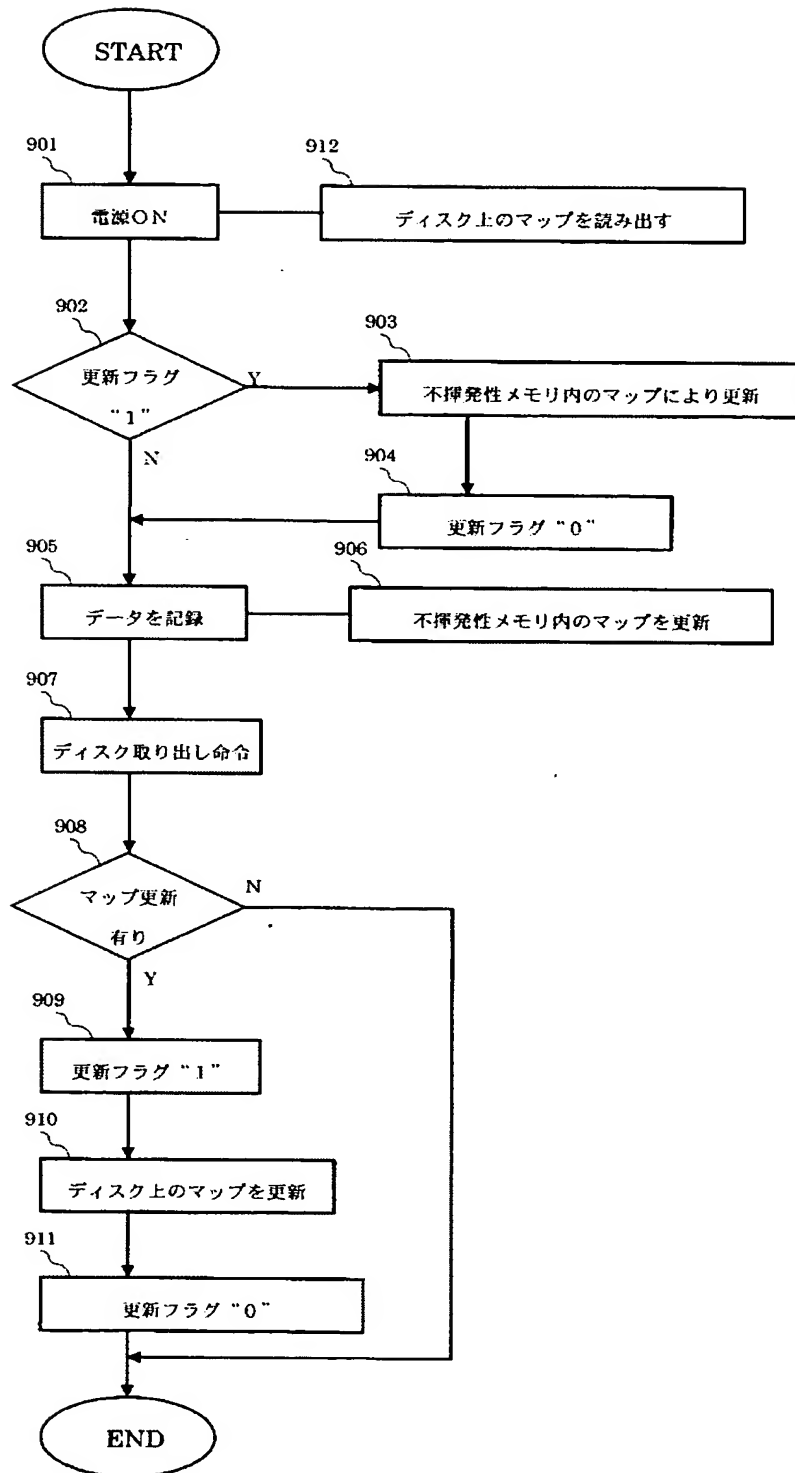 START
901
電源ON
912
ディスク上のマップを読み出す
902
更新フラグ
“1”
Y
N
903
不揮発性メモリ内のマップにより更新
904
更新フラグ“0”
905
データを記録
906
不揮発性メモリ内のマップを更新
907
ディスク取り出し命令
908
マップ更新
有り
N
Y
909
更新フラグ“1”
910
ディスク上のマップを更新
911
更新フラグ“0”
END